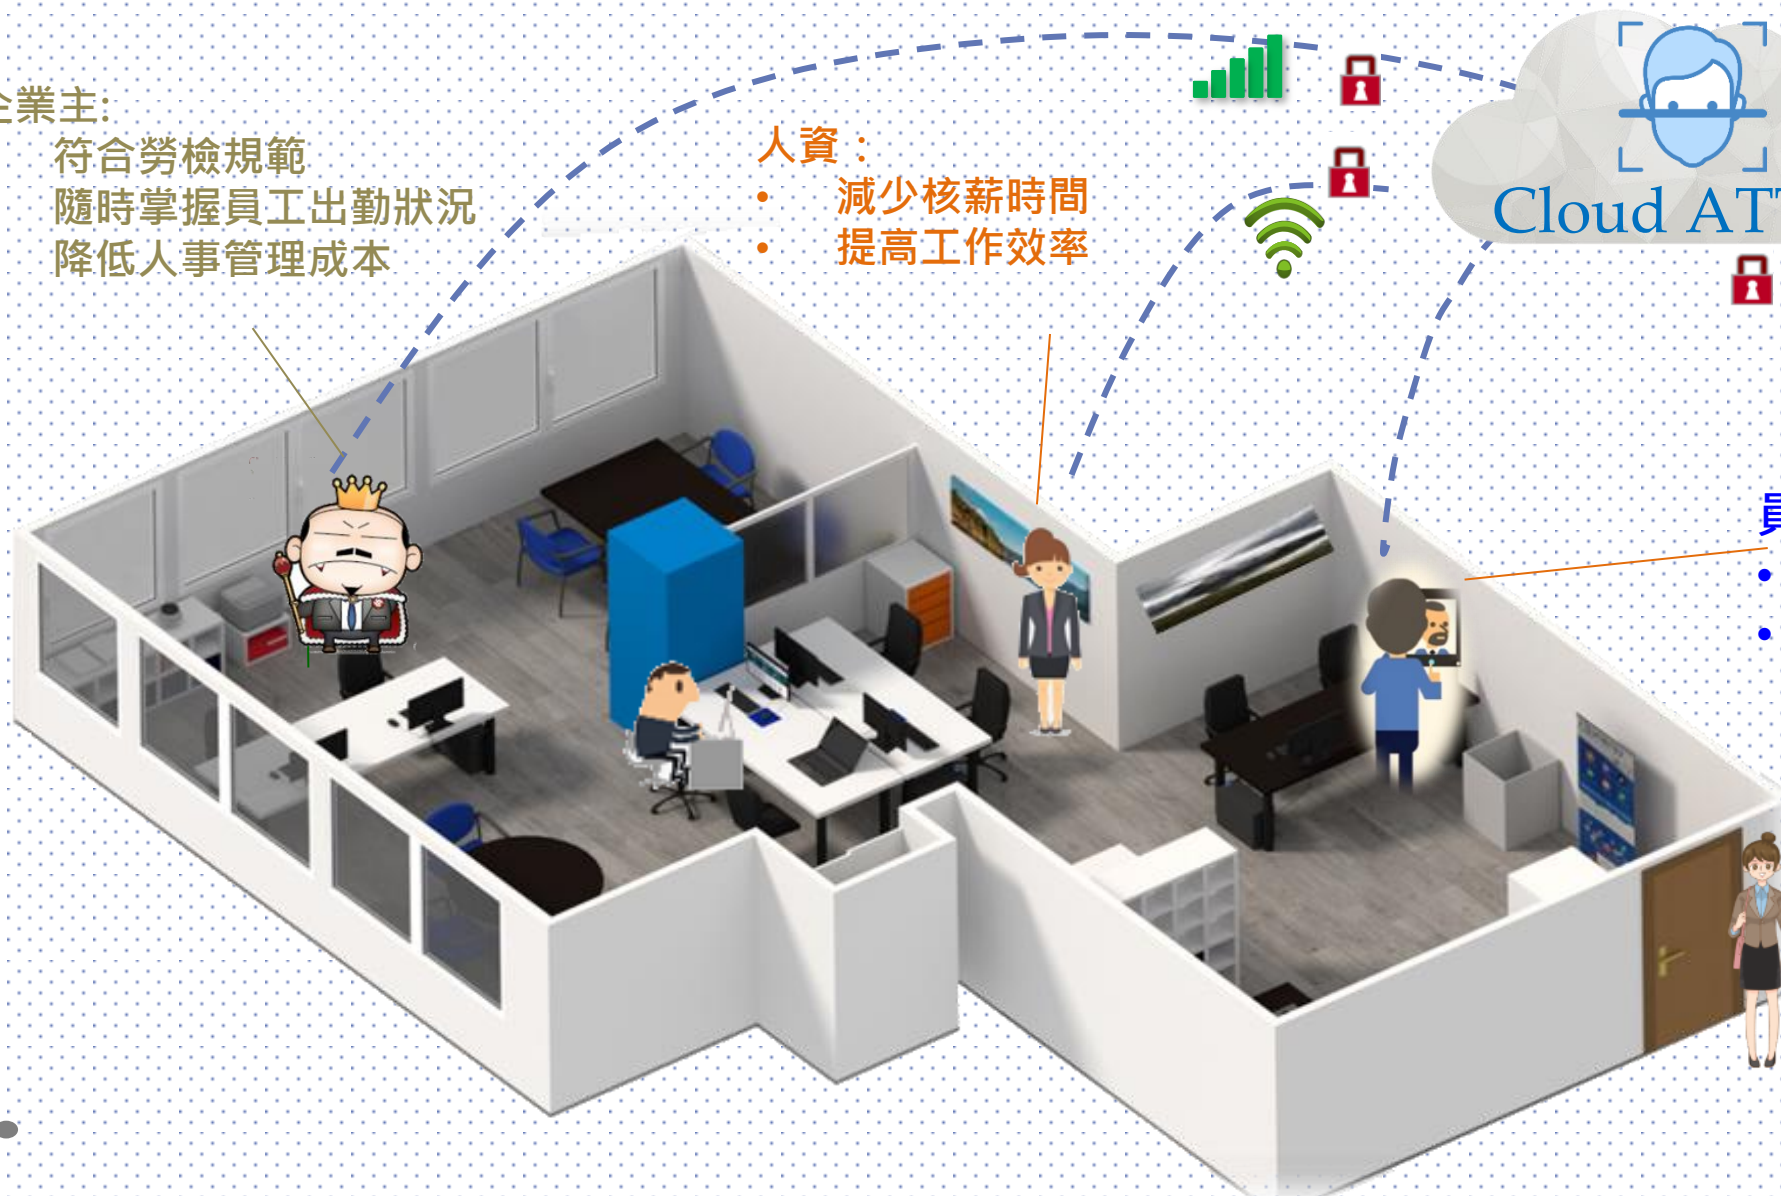 企業主:
符合勞檢規範
隨時掌握員工出勤狀況
降低人事管理成本
人資：
• 減少核薪時間
• 提高工作效率
Cloud AT
員
•
•